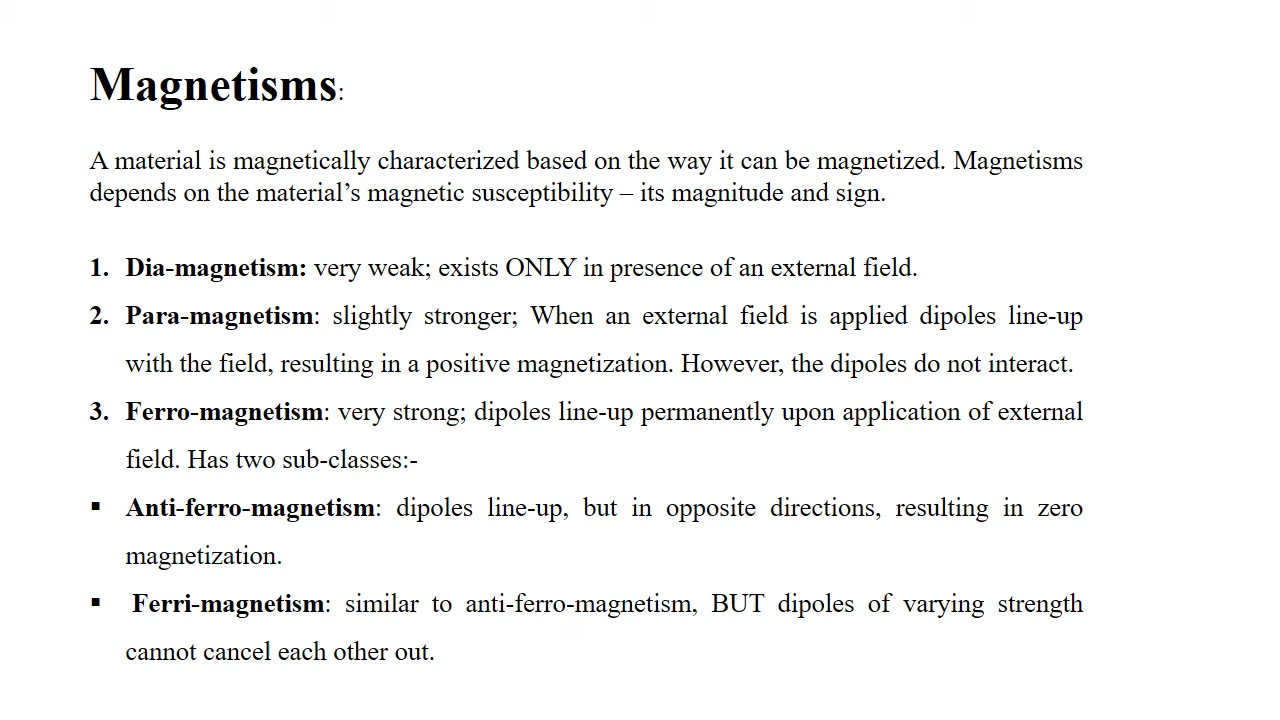 Magnetisms:
A material is magnetically characterized based on the way it can be magnetized. Magnetisms
depends on the material’s magnetic susceptibility – its magnitude and sign.
1. Dia-magnetism: very weak; exists ONLY in presence of an external field.
2. Para-magnetism: slightly stronger; When an external field is applied dipoles line-up
with the field, resulting in a positive magnetization. However, the dipoles do not interact.
3. Ferro-magnetism: very strong; dipoles line-up permanently upon application of external
field. Has two sub-classes:-
▪ Anti-ferro-magnetism: dipoles line-up, but in opposite directions, resulting in zero
magnetization.
▪ Ferri-magnetism: similar to anti-ferro-magnetism, BUT dipoles of varying strength
cannot cancel each other out.